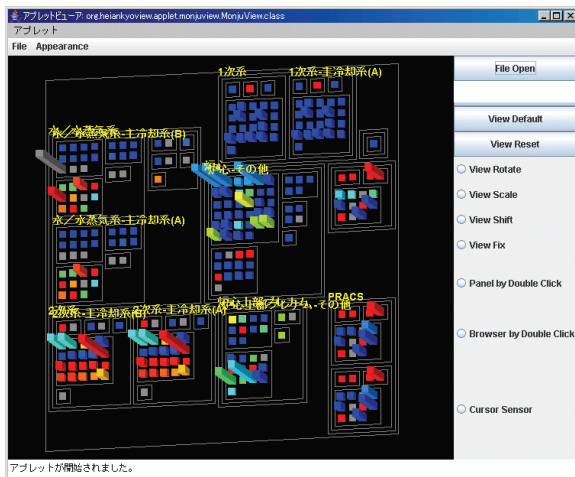 アプレットビューア: org.heiankyoview.applet.monjuview.MonjuView.class
アプレット
File Appearance
File Open
View Default
View Reset
View Rotate
View Scale
View Shift
View Fix
Panel by Double Click
Browser by Double Click
Cursor Sensor
1次系
1次系-主冷却系(A)
水/水蒸気系-主冷却系(B)
炉心-その他
水/水蒸気系-主冷却系(A)
2次系
2次系-主冷却系(B)
2次系-主冷却系(A)
PRACS
アプレットが開始されました。